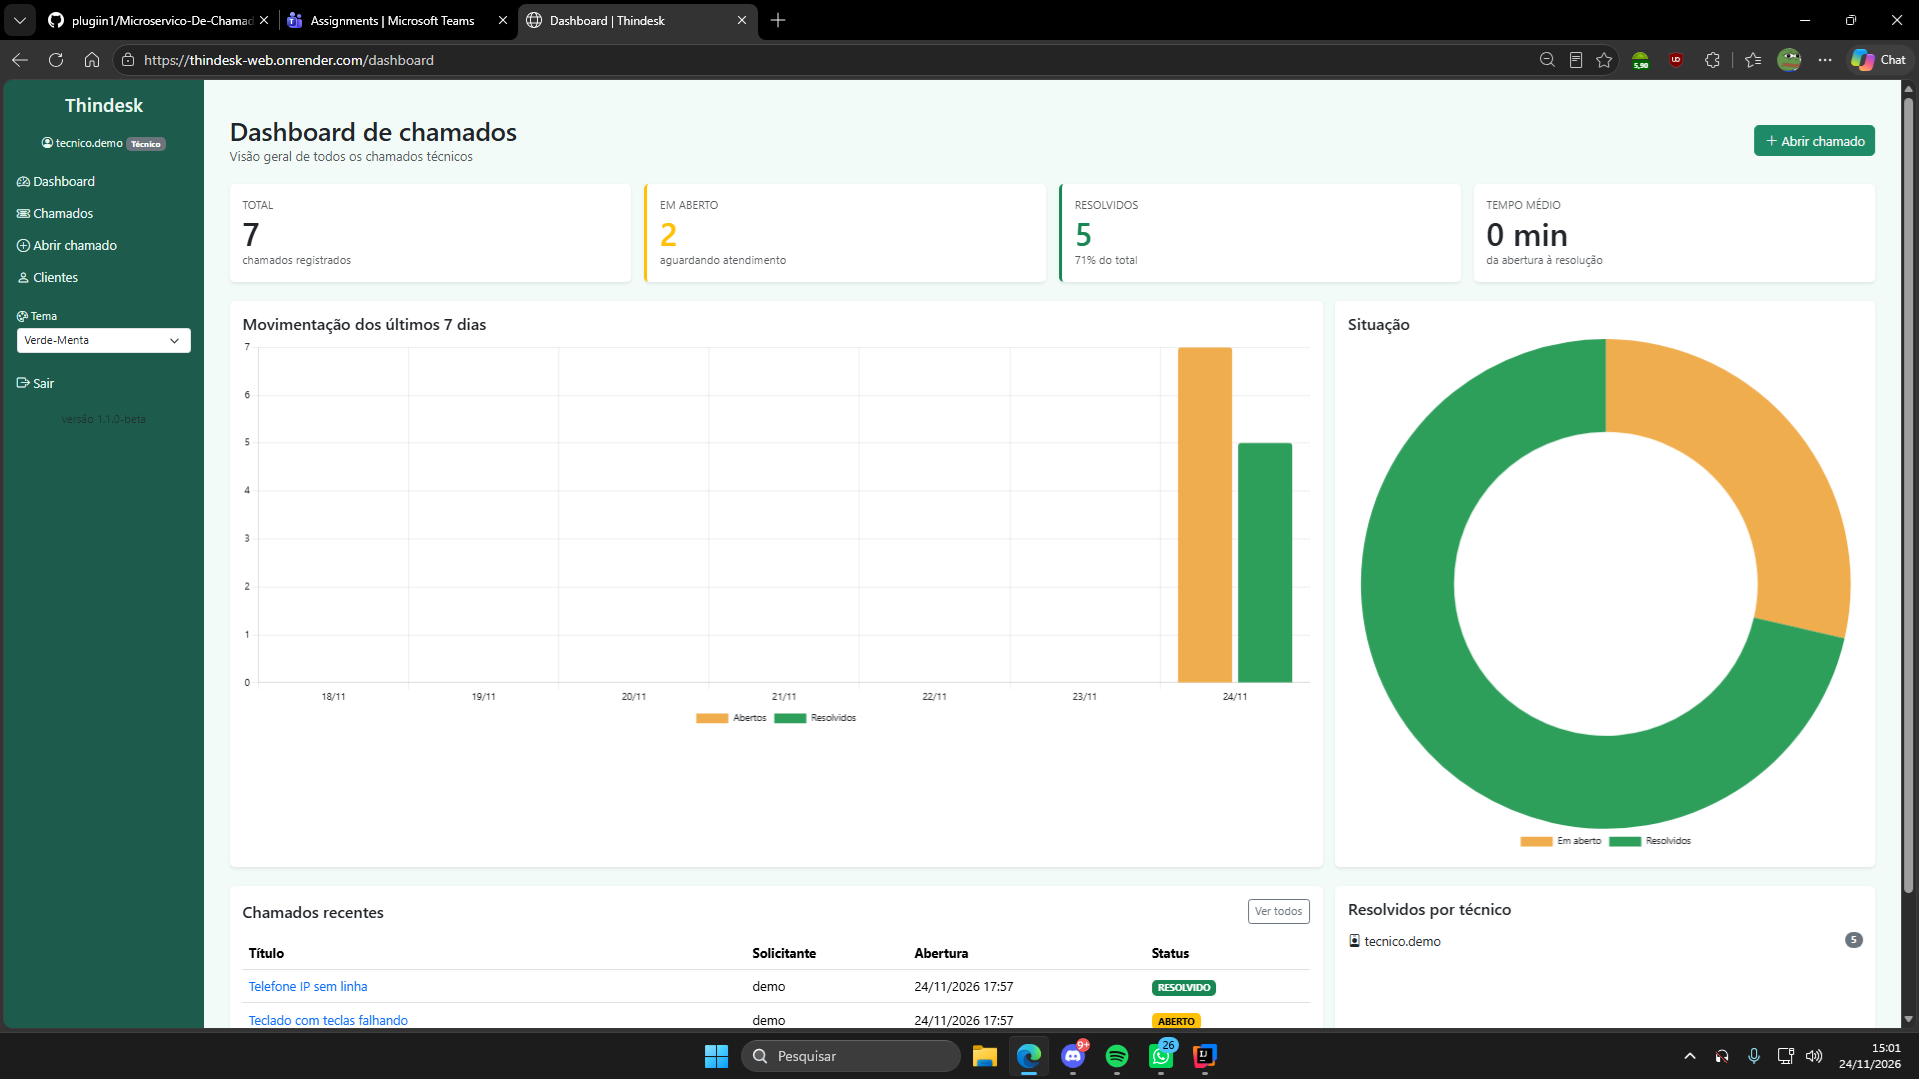 plugiin1/Microservico-De-Chamad
Assignments | Microsoft Teams
Dashboard | Thindesk
https://thindesk-web.onrender.com/dashboard
5,90
UD
Chat
Thindesk
tecnico.demo Técnico
Dashboard
Chamados
Abrir chamado
Clientes
Tema
Verde-Menta
Sair
versão 1.1.0-beta
Dashboard de chamados
Visão geral de todos os chamados técnicos
+ Abrir chamado
TOTAL
7
chamados registrados
EM ABERTO
2
aguardando atendimento
RESOLVIDOS
5
71% do total
TEMPO MÉDIO
0 min
da abertura à resolução
Movimentação dos últimos 7 dias
7
6
5
4
3
2
1
0
18/11 19/11 20/11 21/11 22/11 23/11 24/11
Abertos Resolvidos
Situação
Em aberto Resolvidos
Chamados recentes
Ver todos
Título Solicitante Abertura Status
Telefone IP sem linha demo 24/11/2026 17:57 RESOLVIDO
Teclado com teclas falhando demo 24/11/2026 17:57 ABERTO
Resolvidos por técnico
tecnico.demo 5
Pesquisar
9+
26
15:01
24/11/2026